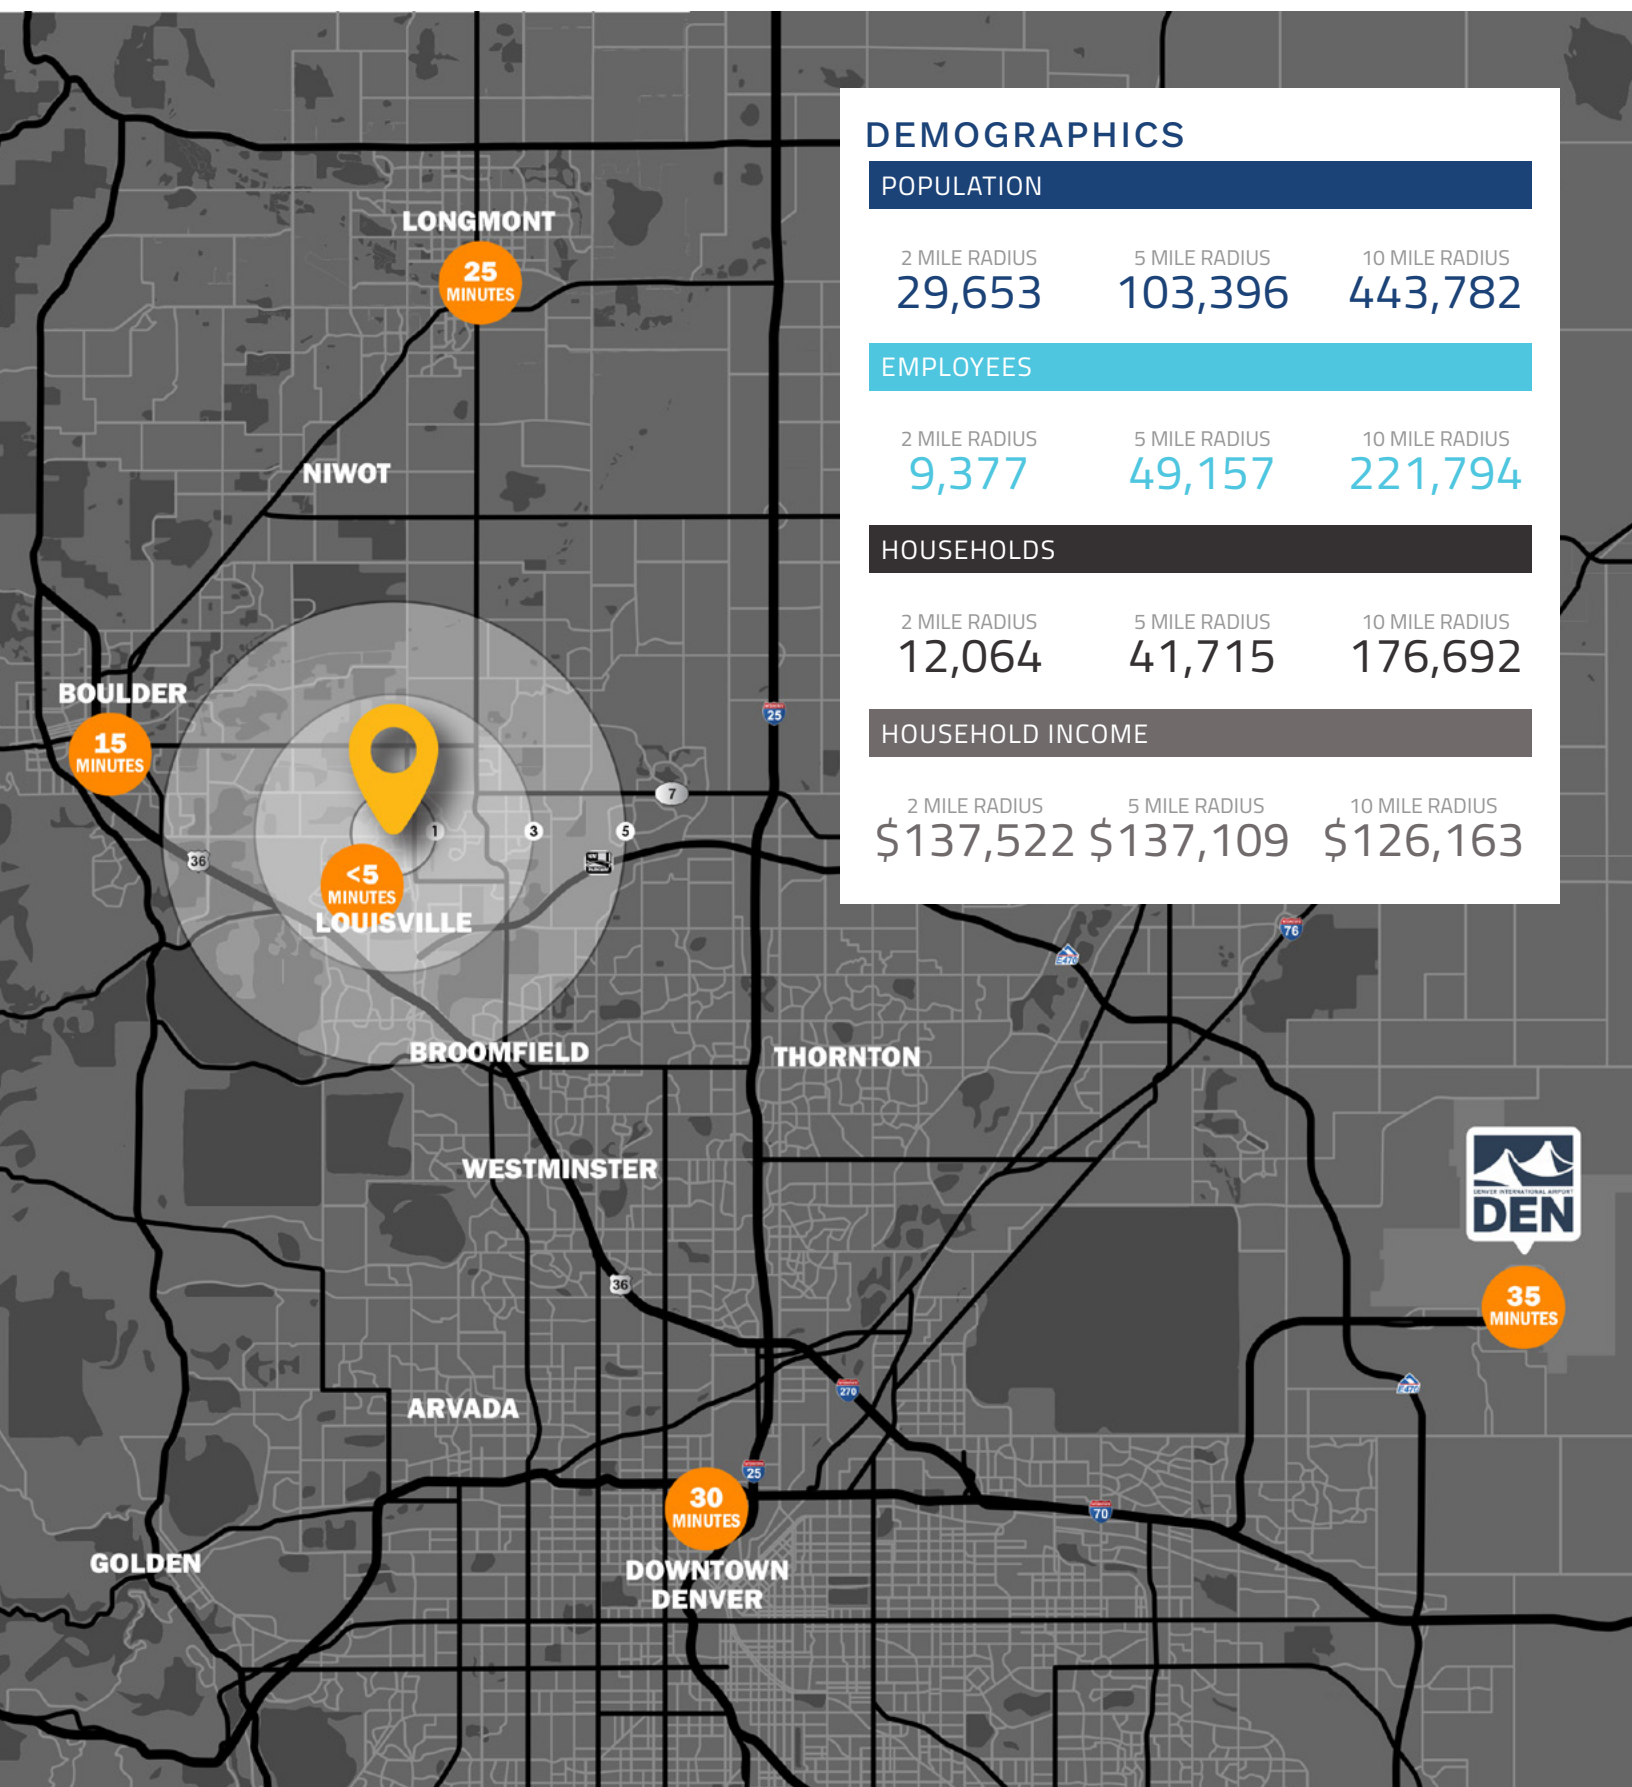 DEMOGRAPHICS
POPULATION
2 MILE RADIUS 5 MILE RADIUS 10 MILE RADIUS
29,653 103,396 443,782
EMPLOYEES
2 MILE RADIUS 5 MILE RADIUS 10 MILE RADIUS
9,377 49,157 221,794
HOUSEHOLDS
2 MILE RADIUS 5 MILE RADIUS 10 MILE RADIUS
12,064 41,715 176,692
HOUSEHOLD INCOME
2 MILE RADIUS 5 MILE RADIUS 10 MILE RADIUS
$137,522 $137,109 $126,163
LONGMONT
25
MINUTES
NIWOT
BOULDER
15
MINUTES
25
7
1 3 5
36
<5
MINUTES
LOUISVILLE
76
E470
BROOMFIELD
THORNTON
WESTMINSTER
DENVER INTERNATIONAL AIRPORT
DEN
36
35
MINUTES
270
E470
ARVADA
25
30
MINUTES
70
GOLDEN
DOWNTOWN
DENVER